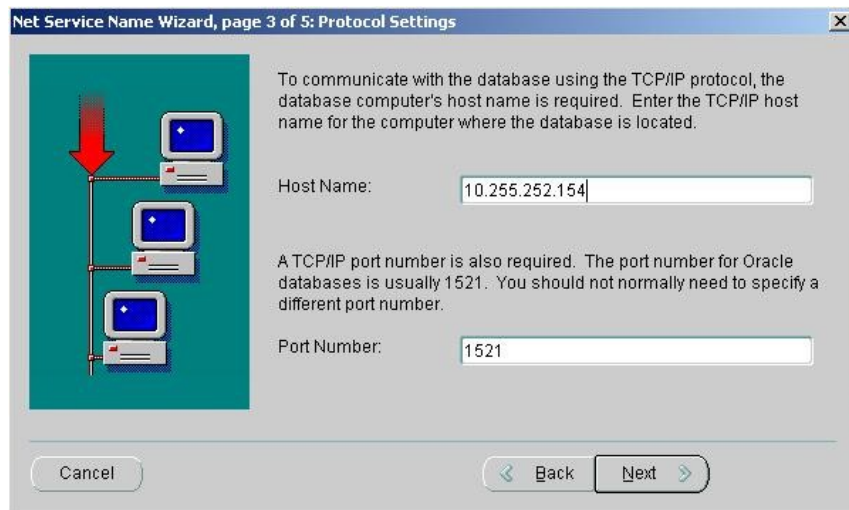 Net Service Name Wizard, page 3 of 5: Protocol Settings
To communicate with the database using the TCP/IP protocol, the
database computer's host name is required. Enter the TCP/IP host
name for the computer where the database is located.
Host Name:
10.255.252.154
A TCP/IP port number is also required. The port number for Oracle
databases is usually 1521. You should not normally need to specify a
different port number.
Port Number:
1521
Cancel
Back
Next